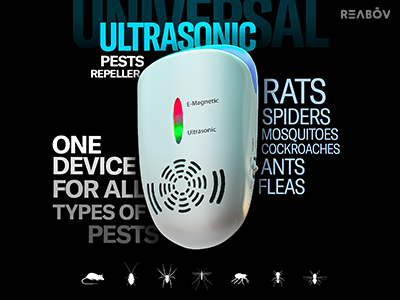 UNIVERSAL
REABOV
ULTRASONIC
PESTS
REPELLER
E-Magnetic
Ultrasonic
RATS
SPIDERS
MOSQUITOES
COCKROACHES
ANTS
FLEAS
ONE
DEVICE
FOR ALL
TYPES OF
PESTS